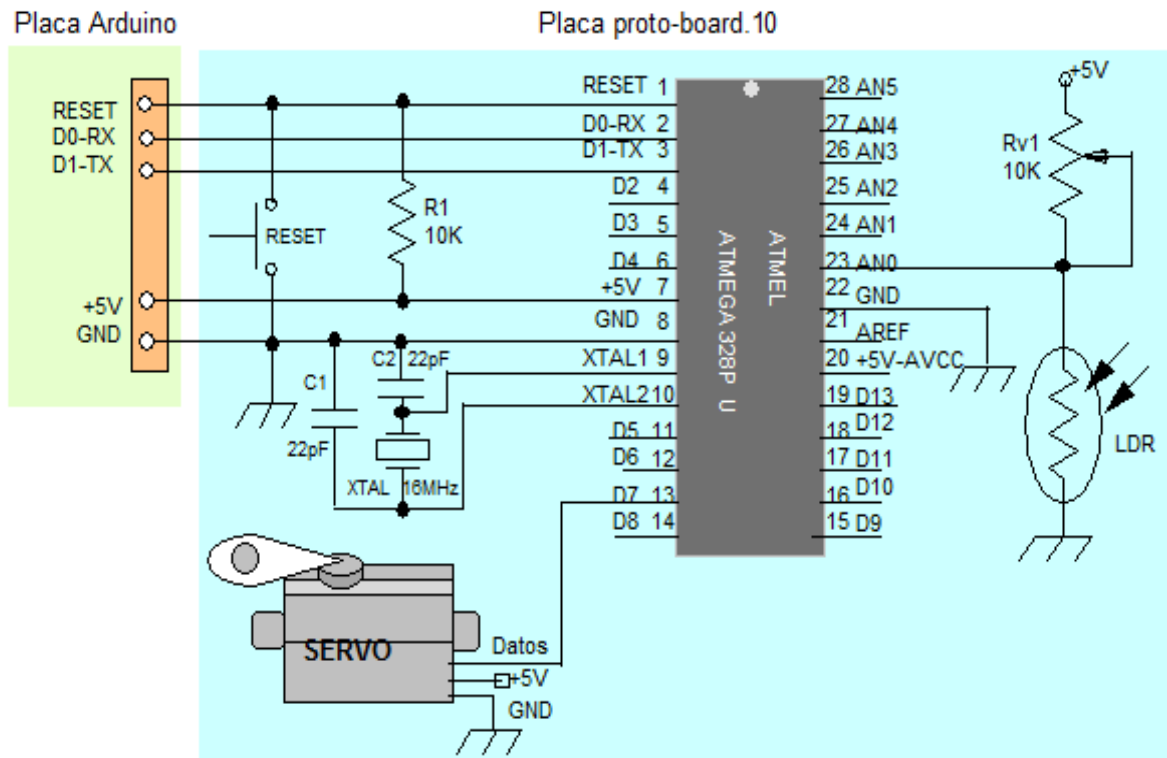 Placa Arduino
Placa proto-board.10
RESET
D0-RX
D1-TX
+5V
GND
RESET
R1
10K
C1
22pF
C2 22pF
XTAL 16MHz
RESET 1
D0-RX 2
D1-TX 3
D2 4
D3 5
D4 6
+5V 7
GND 8
XTAL1 9
XTAL2 10
D5 11
D6 12
D7 13
D8 14
ATMEGA 328P U
ATMEL
28 AN5
27 AN4
26 AN3
25 AN2
24 AN1
23 AN0
22 GND
21 AREF
20 +5V-AVCC
19 D13
18 D12
17 D11
16 D10
15 D9
+5V
Rv1
10K
LDR
SERVO
Datos
+5V
GND